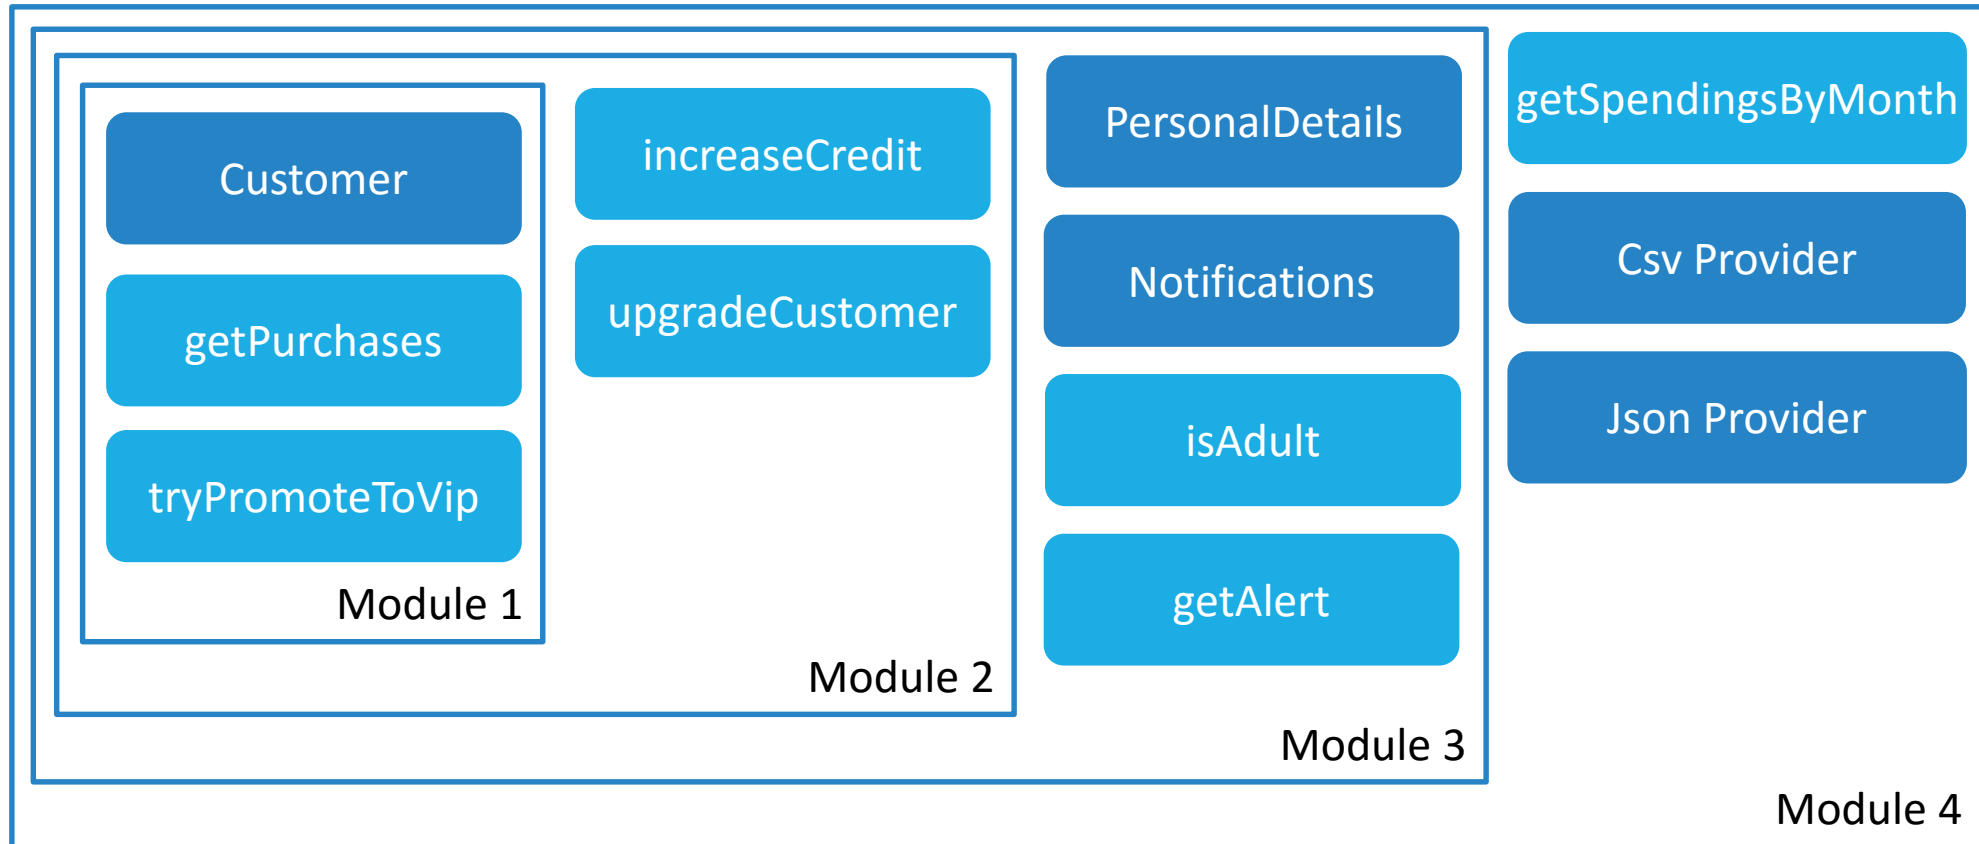 Customer
getPurchases
tryPromoteToVip
Module 1
increaseCredit
upgradeCustomer
Module 2
PersonalDetails
Notifications
isAdult
getAlert
Module 3
getSpendingsByMonth
Csv Provider
Json Provider
Module 4